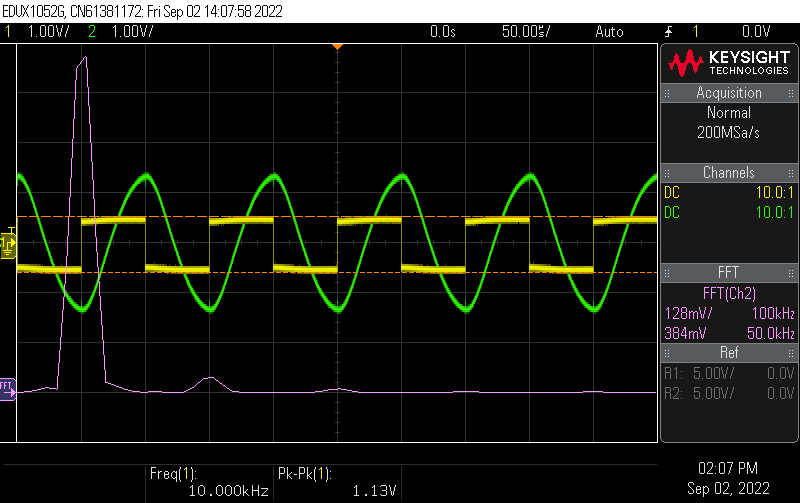 EDUX1052G, CN61381172: Fri Sep 02 14:07:58 2022
1 1.00V/ 2 1.00V/ 0.0s 50.00㎲/ Auto 1 0.0V
KEYSIGHT
TECHNOLOGIES
Acquisition
Normal
200MSa/s
Channels
DC 10.0:1
DC 10.0:1
FFT
FFT(Ch2)
128mV/ 100kHz
384mV 50.0kHz
Ref
R1: 5.00V/ 0.0V
R2: 5.00V/ 0.0V
T
FFT
Freq(1): Pk-Pk(1):
10.000kHz 1.13V
02:07 PM
Sep 02, 2022